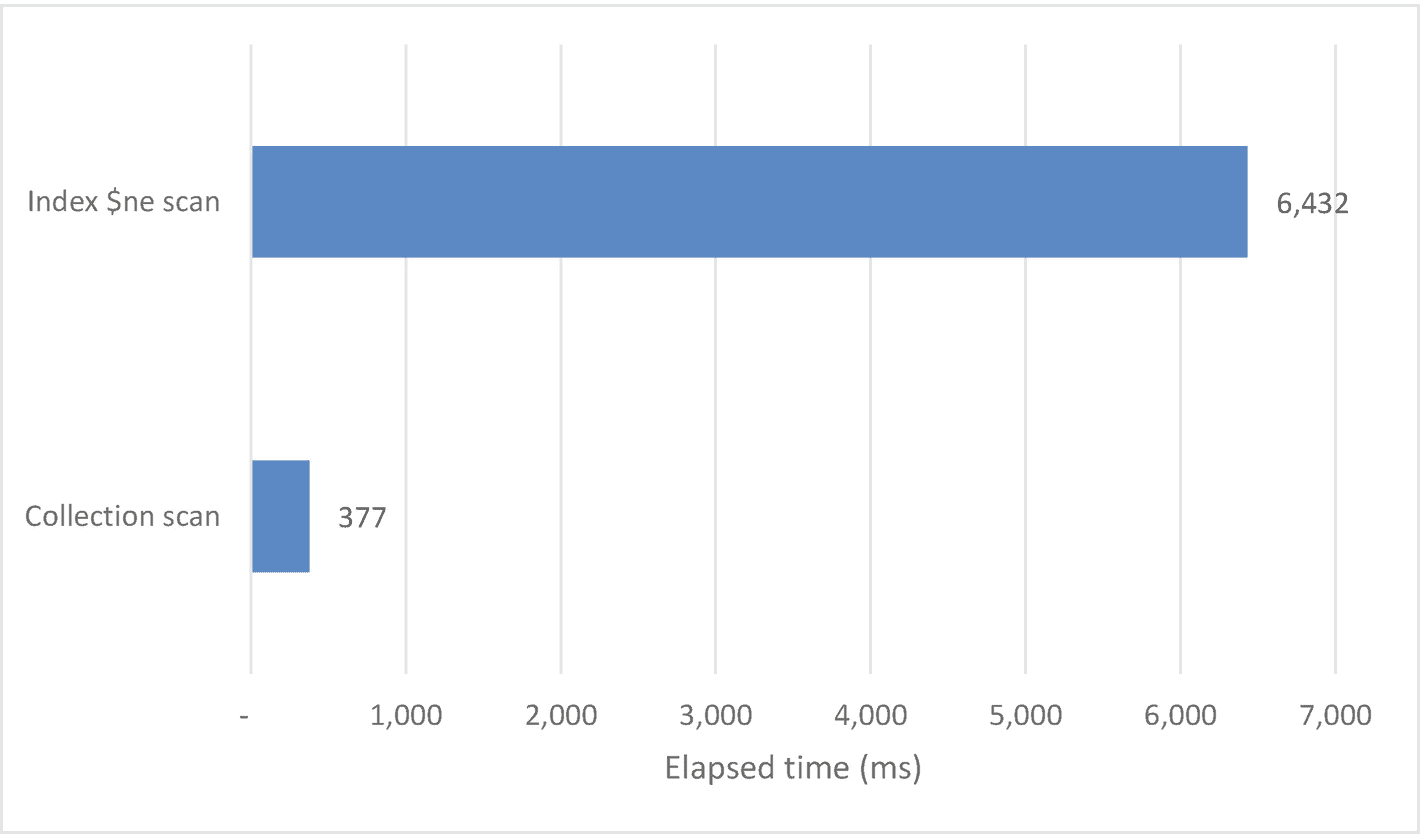 Index $ne scan
6,432
Collection scan
377
- 1,000 2,000 3,000 4,000 5,000 6,000 7,000
Elapsed time (ms)